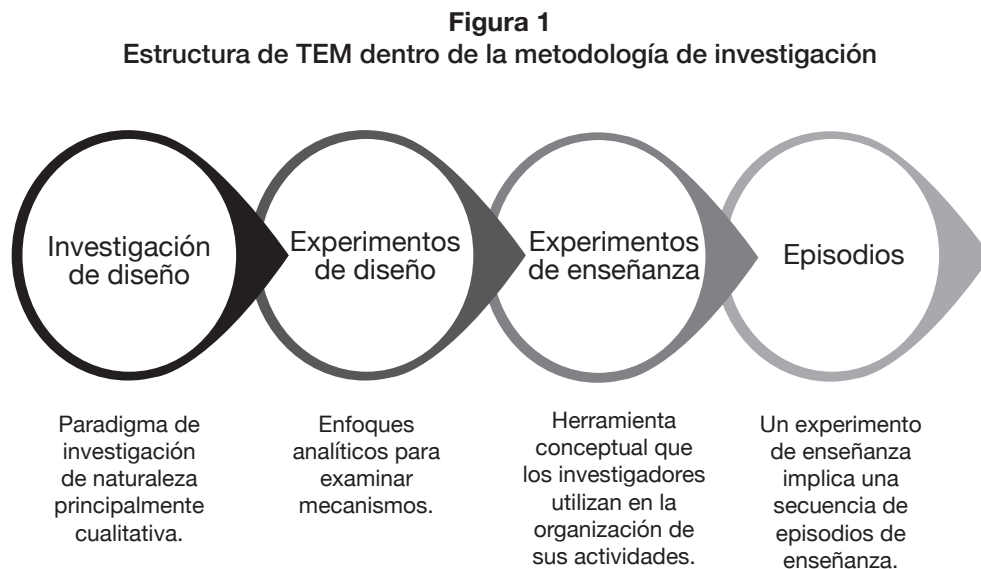 Figura 1
Estructura de TEM dentro de la metodología de investigación
Investigación
de diseño
Experimentos
de diseño
Experimentos
de enseñanza
Episodios
Paradigma de
investigación
de naturaleza
principalmente
cualitativa.
Enfoques
analíticos para
examinar
mecanismos.
Herramienta
conceptual que
los investigadores
utilizan en la
organización de
sus actividades.
Un experimento
de enseñanza
implica una
secuencia de
episodios de
enseñanza.